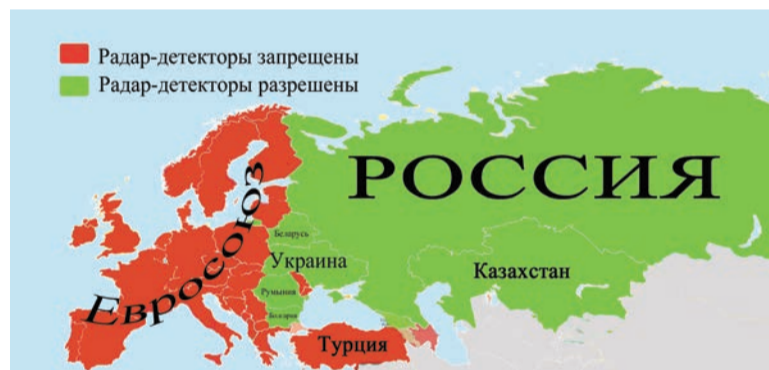 Радар-детекторы запрещены
Радар-детекторы разрешены
РОССИЯ
Евросоюз
Беларусь
Украина
Казахстан
Румыния
Болгария
Турция